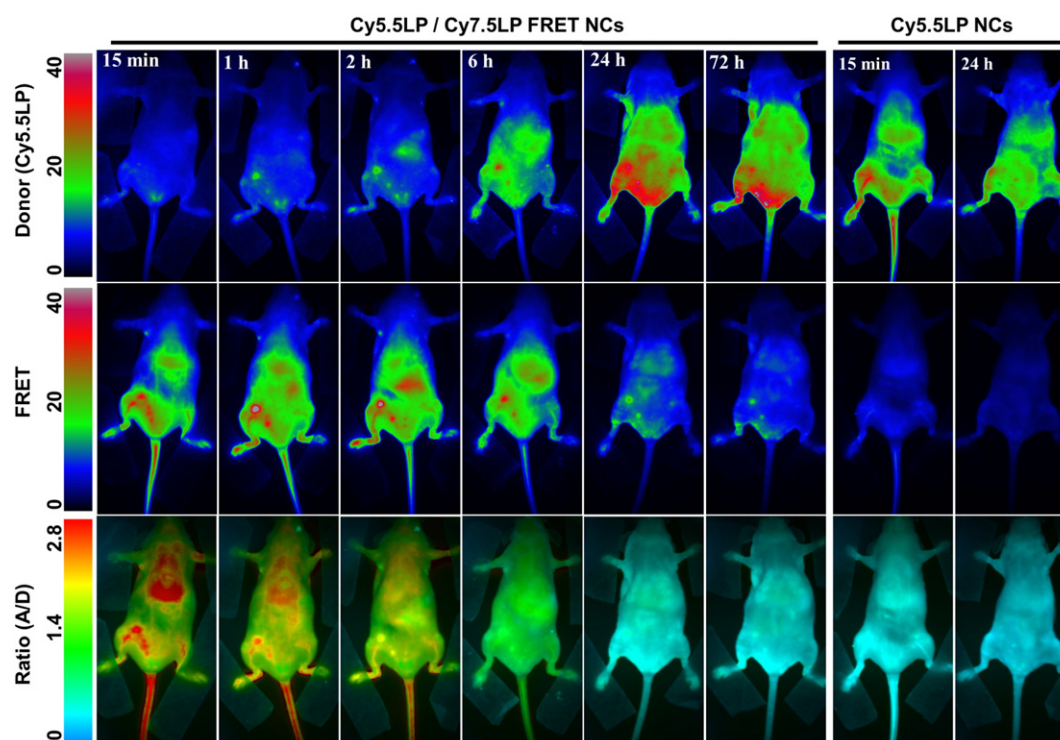 Cy5.5LP / Cy7.5LP FRET NCs
Cy5.5LP NCs
15 min
1 h
2 h
6 h
24 h
72 h
15 min
24 h
Donor (Cy5.5LP)
40
20
0
FRET
40
20
0
Ratio (A/D)
2.8
1.4
0